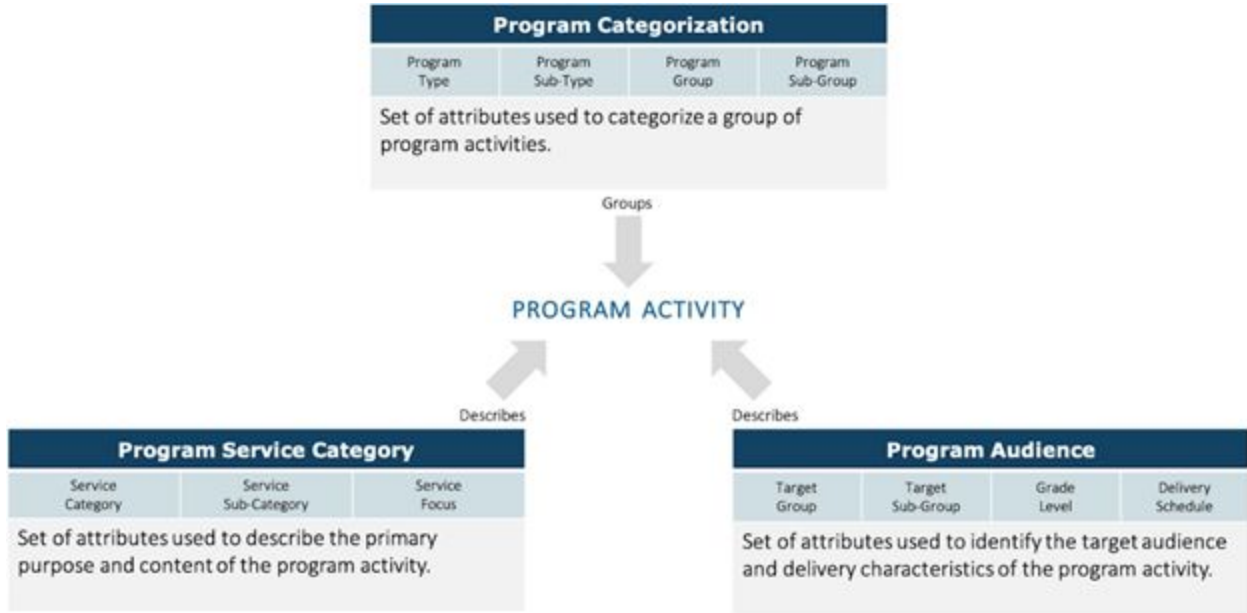 Program Categorization
Program Program Program Program
Type Sub-Type Group Sub-Group
Set of attributes used to categorize a group of
program activities.
Groups
PROGRAM ACTIVITY
Describes
Program Service Category
Service Service Service
Category Sub-Category Focus
Set of attributes used to describe the primary
purpose and content of the program activity.
Describes
Program Audience
Target Target Grade Delivery
Group Sub-Group Level Schedule
Set of attributes used to identify the target audience
and delivery characteristics of the program activity.